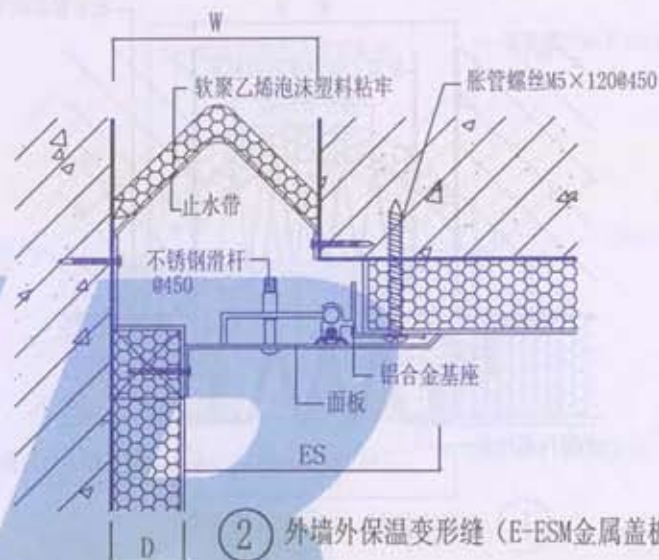 W
软聚乙烯泡沫塑料粘牢
胀管螺丝M5×120@450
止水带
不锈钢滑杆
@450
铝合金基座
面板
ES
D
② 外墙外保温变形缝（E-ESM金属盖板